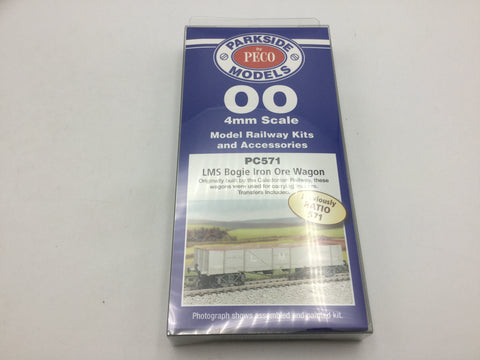 PARKSIDE
by
PECO
MODELS
OO
4mm Scale
Model Railway Kits
and Accessories
PC571
LMS Bogie Iron Ore Wagon
Originally built by the Caledonian Railway, these
wagons were used for carrying
Transfers Included.
Previously
RATIO
571
Photograph shows assembled and painted kit.